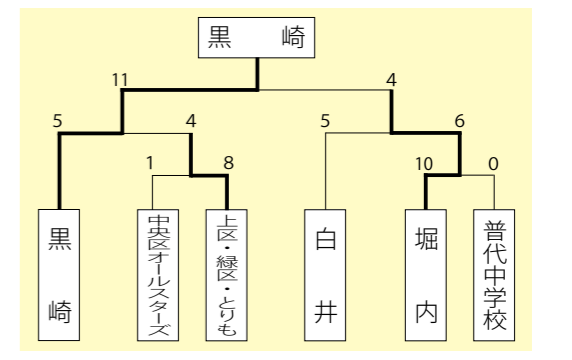 黒　崎
11 4
5 4 5 6
1 8 10 0
黒　崎
中央区オールスターズ
上区・緑区・とりも
白　井
堀　内
普代中学校